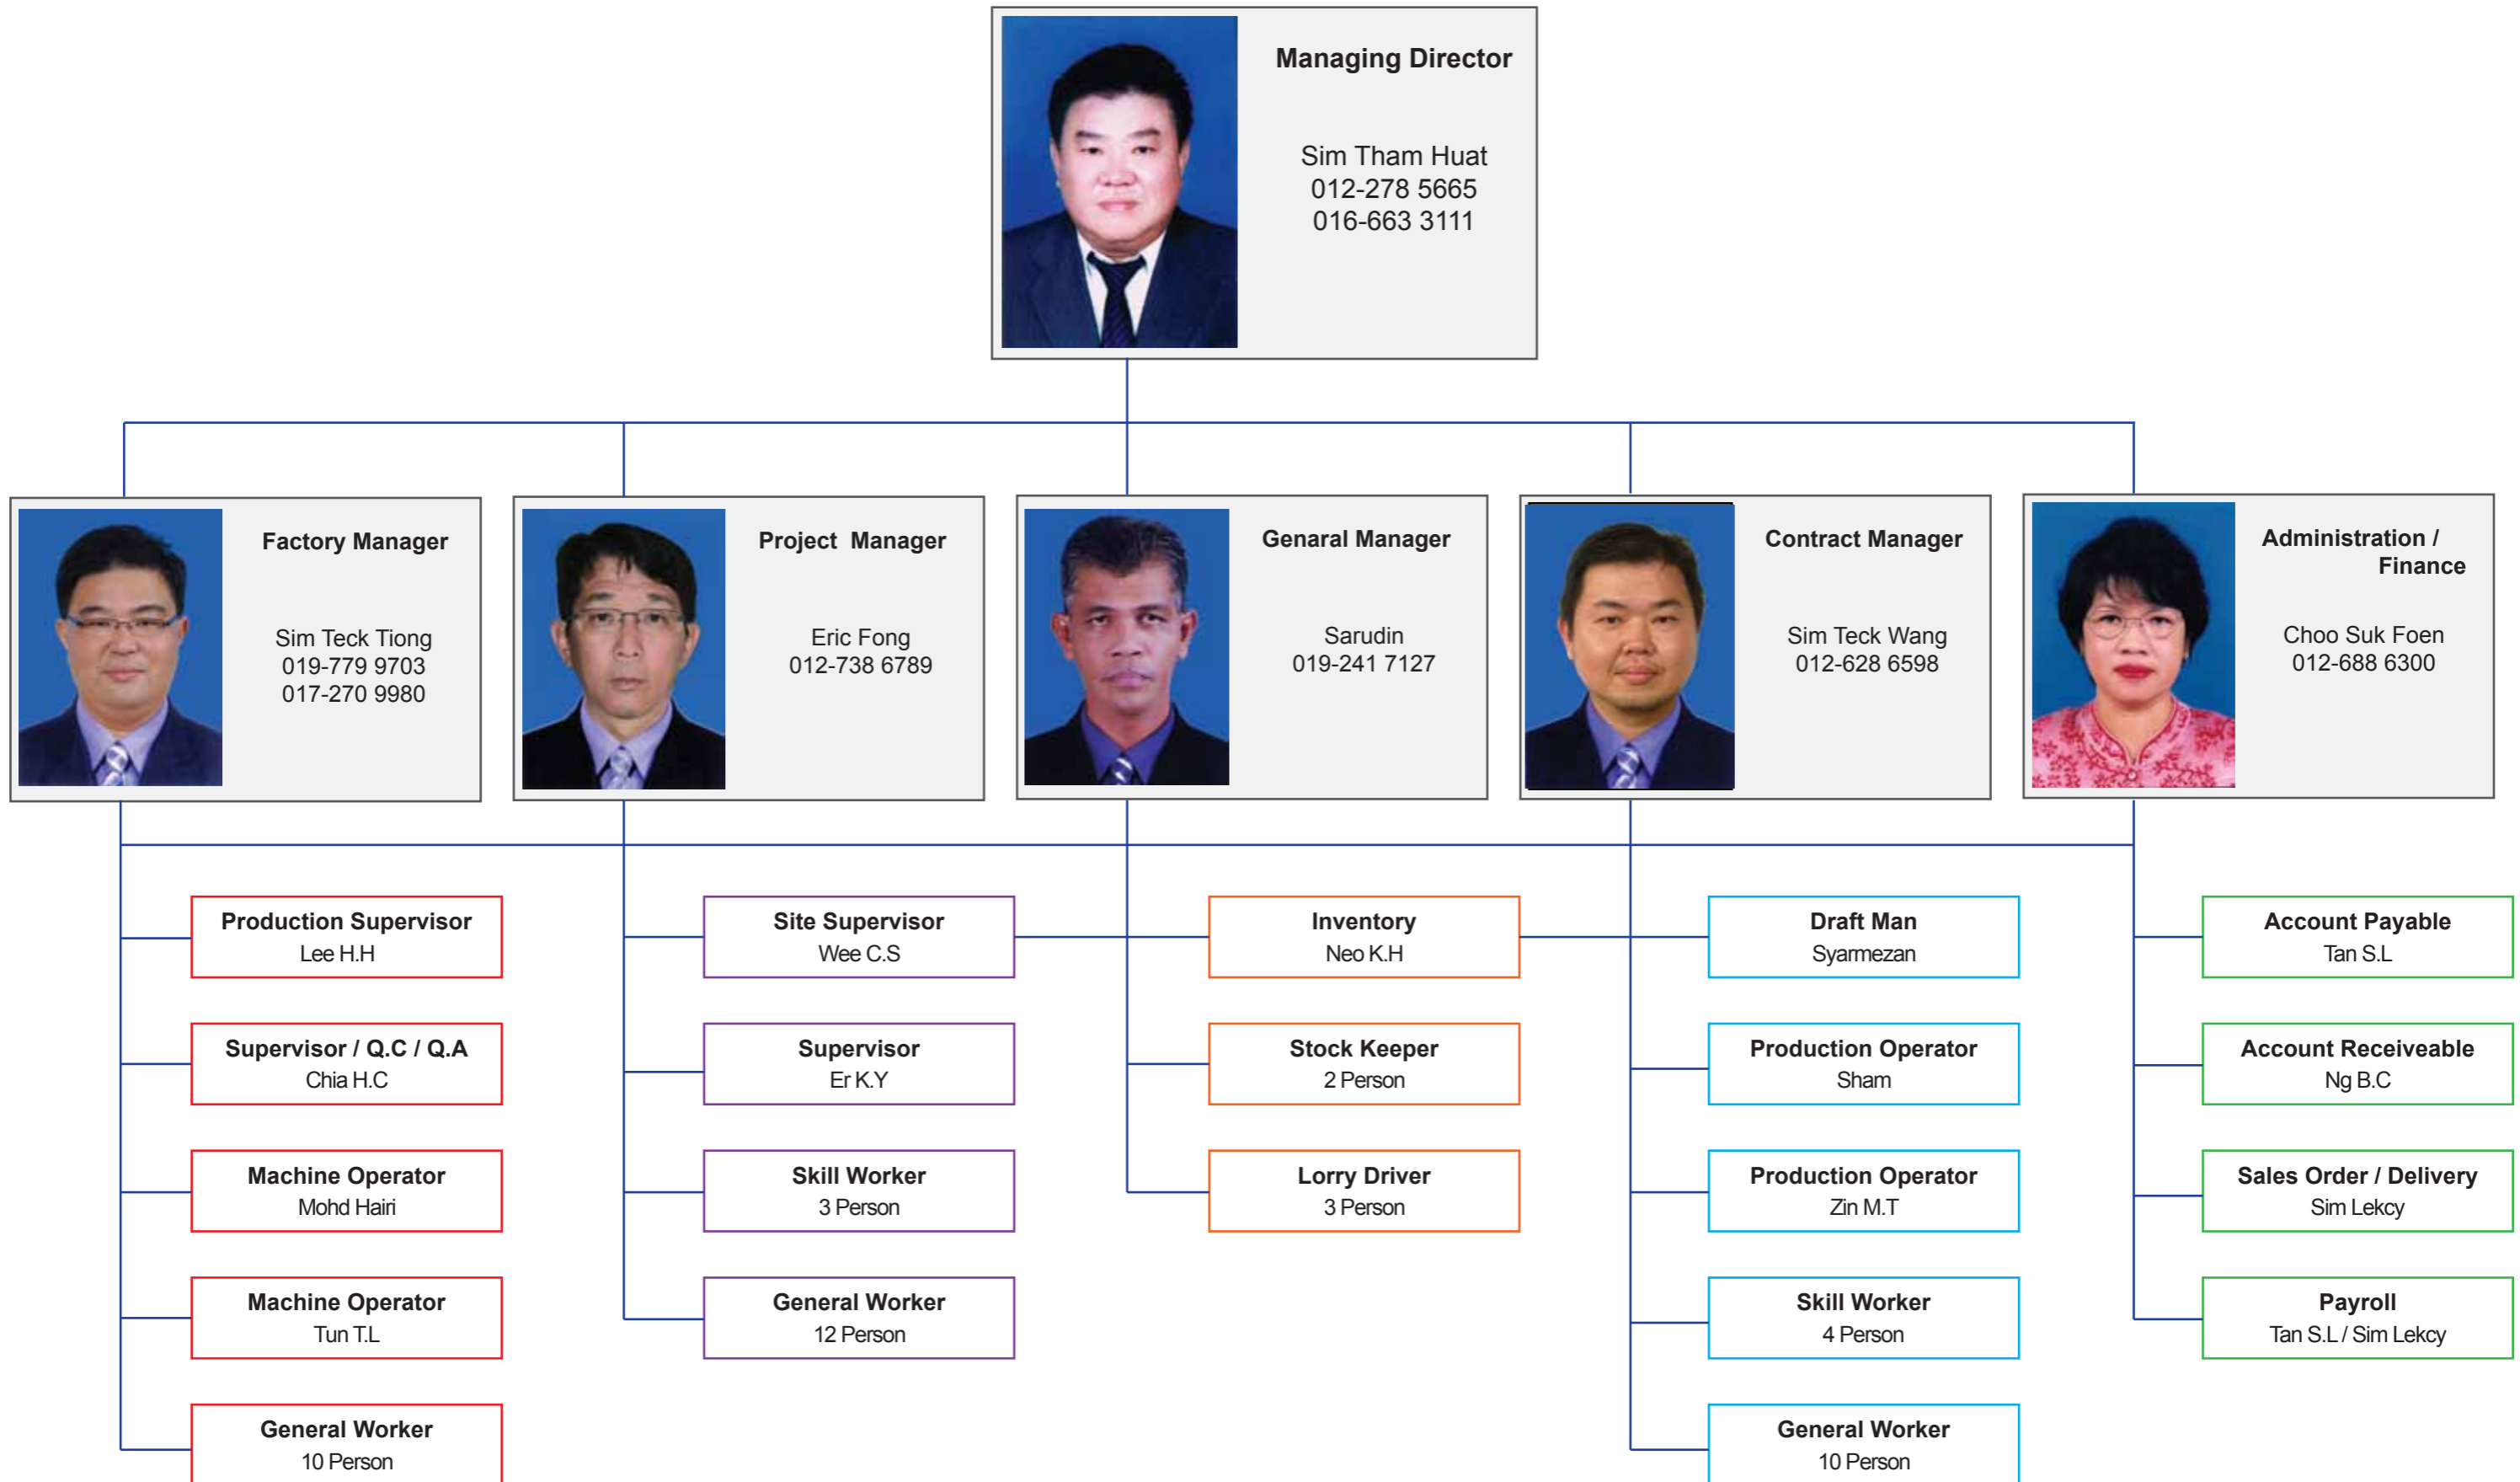 Managing Director
Sim Tham Huat
012-278 5665
016-663 3111
Factory Manager
Sim Teck Tiong
019-779 9703
017-270 9980
Project Manager
Eric Fong
012-738 6789
Genaral Manager
Sarudin
019-241 7127
Contract Manager
Sim Teck Wang
012-628 6598
Administration /
Finance
Choo Suk Foen
012-688 6300
Production Supervisor
Lee H.H
Supervisor / Q.C / Q.A
Chia H.C
Machine Operator
Mohd Hairi
Machine Operator
Tun T.L
General Worker
10 Person
Site Supervisor
Wee C.S
Supervisor
Er K.Y
Skill Worker
3 Person
General Worker
12 Person
Inventory
Neo K.H
Stock Keeper
2 Person
Lorry Driver
3 Person
Draft Man
Syarmezan
Production Operator
Sham
Production Operator
Zin M.T
Skill Worker
4 Person
General Worker
10 Person
Account Payable
Tan S.L
Account Receiveable
Ng B.C
Sales Order / Delivery
Sim Lekcy
Payroll
Tan S.L / Sim Lekcy